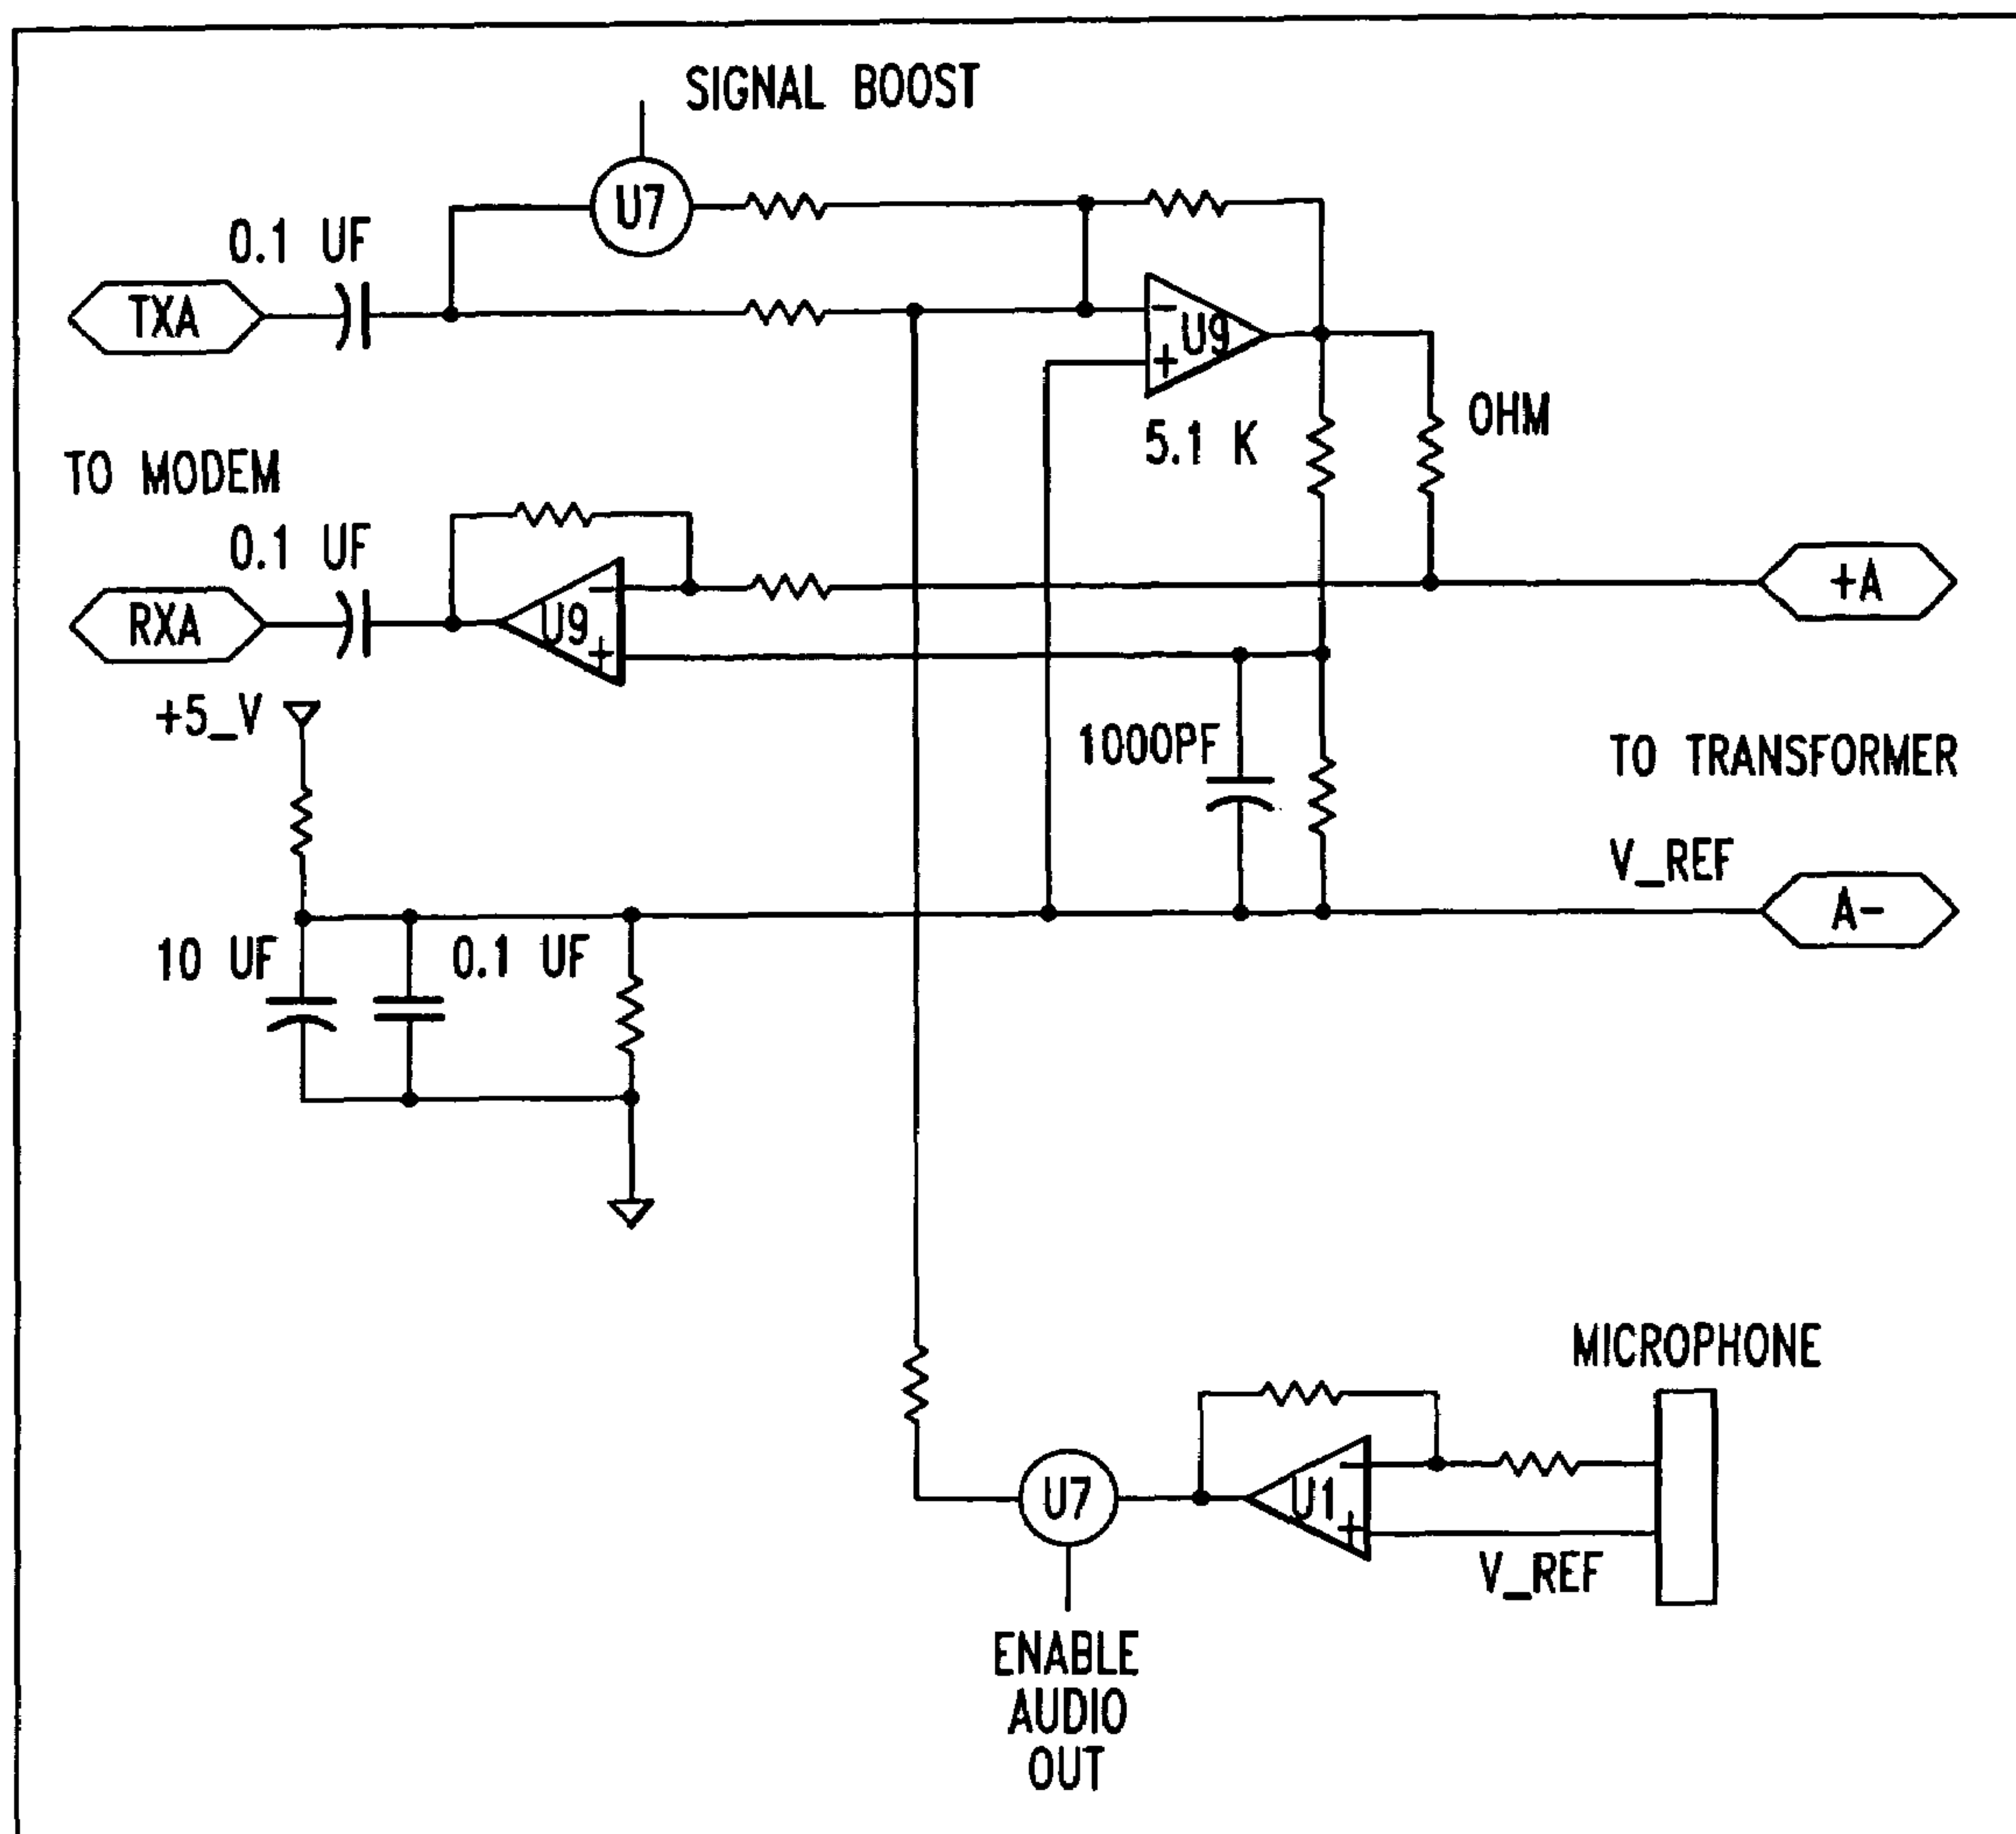 SIGNAL BOOST
U7
0.1 UF
TXA
-
U9
+
5.1 K
OHM
TO MODEM
0.1 UF
RXA
-
U9
+
+A
+5_V
1000PF
TO TRANSFORMER
V_REF
A-
10 UF
0.1 UF
MICROPHONE
U7
-
U1
+
V_REF
ENABLE
AUDIO
OUT